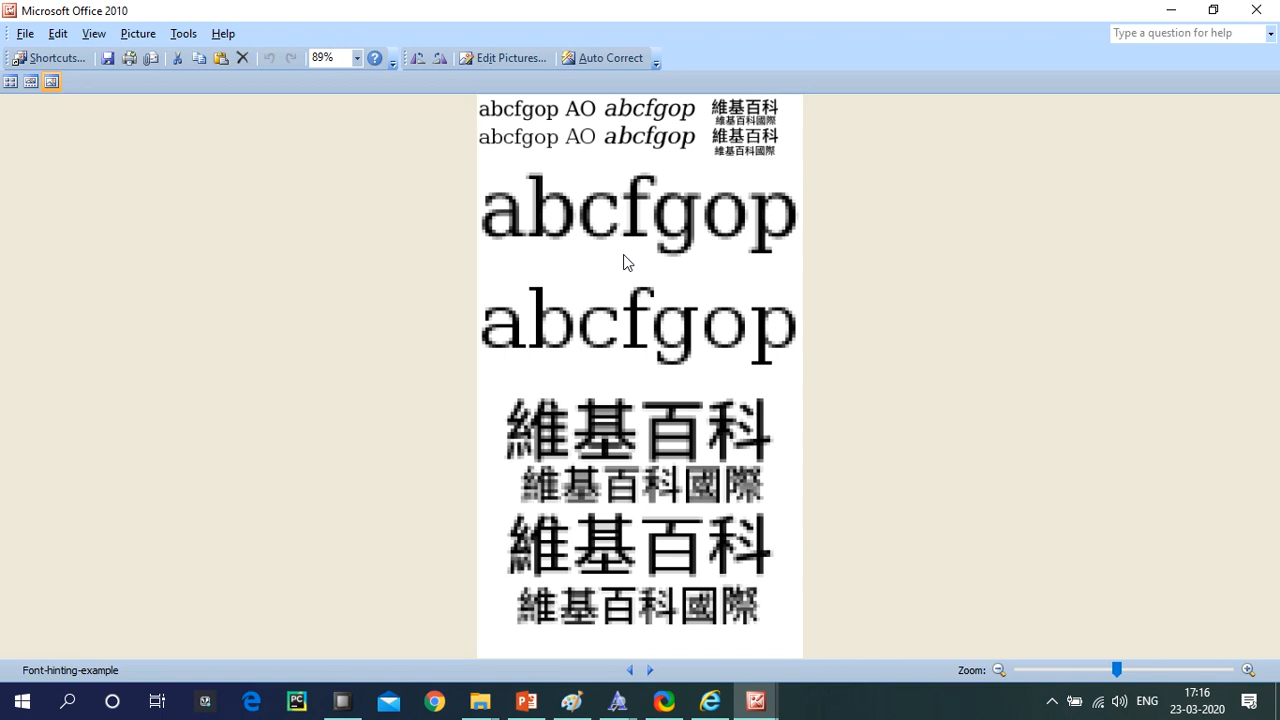 Microsoft Office 2010
File Edit View Picture Tools Help
Type a question for help
Shortcuts... 89% Edit Pictures... Auto Correct
abcfgop AO abcfgop 維基百科
維基百科國際
abcfgop AO abcfgop 維基百科
維基百科國際
abcfgop
abcfgop
維基百科
維基百科國際
維基百科
維基百科國際
Font-hinting-example Zoom:
ENG 17:16
23-03-2020